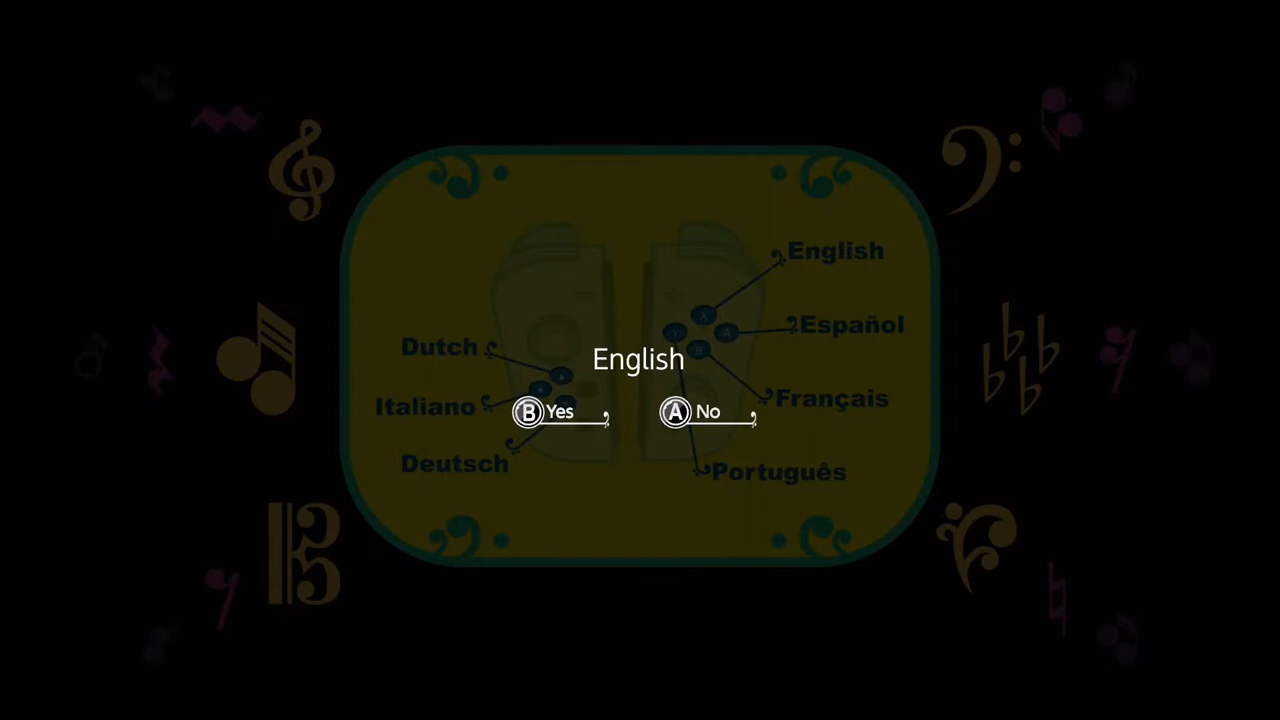 English
Español
Dutch
English
Français
Italiano
B Yes
A No
Deutsch
Português
X
Y
A
B